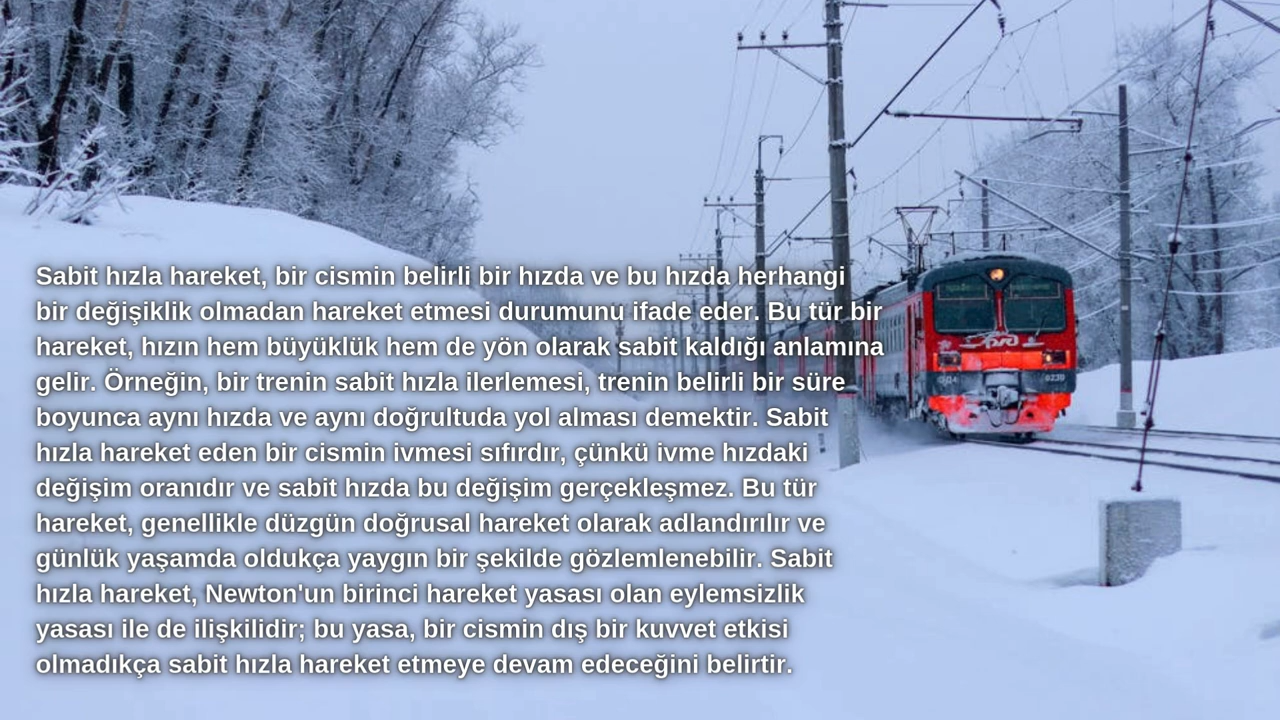 Sabit hızla hareket, bir cismin belirli bir hızda ve bu hızda herhangi
bir değişiklik olmadan hareket etmesi durumunu ifade eder. Bu tür bir
hareket, hızın hem büyüklük hem de yön olarak sabit kaldığı anlamına
gelir. Örneğin, bir trenin sabit hızla ilerlemesi, trenin belirli bir süre
boyunca aynı hızda ve aynı doğrultuda yol alması demektir. Sabit
hızla hareket eden bir cismin ivmesi sıfırdır, çünkü ivme hızdaki
değişim oranıdır ve sabit hızda bu değişim gerçekleşmez. Bu tür
hareket, genellikle düzgün doğrusal hareket olarak adlandırılır ve
günlük yaşamda oldukça yaygın bir şekilde gözlemlenebilir. Sabit
hızla hareket, Newton'un birinci hareket yasası olan eylemsizlik
yasası ile de ilişkilidir; bu yasa, bir cismin dış bir kuvvet etkisi
olmadıkça sabit hızla hareket etmeye devam edeceğini belirtir.